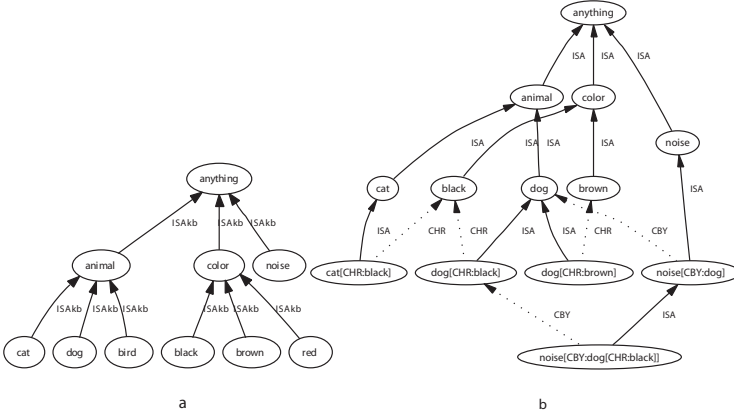 anything
ISA ISA ISA
animal color
ISA ISA ISA ISA
noise
anything
cat black dog brown
ISA
ISAkb ISAkb ISAkb
ISA CHR CHR ISA ISA CHR CBY
animal color noise
cat[CHR:black] dog[CHR:black] dog[CHR:brown] noise[CBY:dog]
ISAkb ISAkb ISAkb ISAkb ISAkb ISAkb
CBY ISA
cat dog bird black brown red
noise[CBY:dog[CHR:black]]
a b